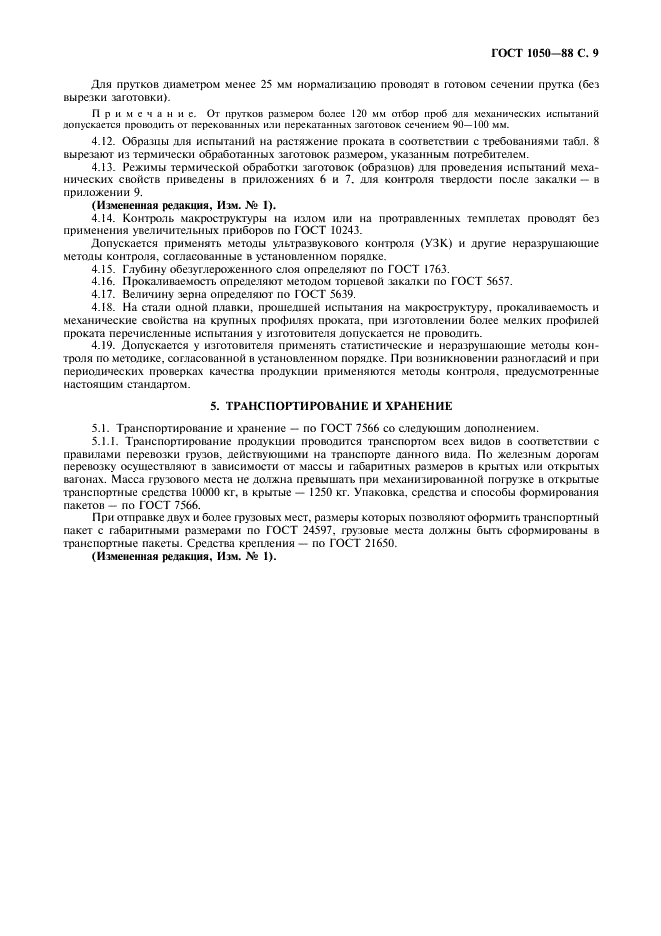 ГОСТ 1050—88 С. 9
Для прутков диаметром менее 25 мм нормализацию проводят в готовом сечении прутка (без
вырезки заготовки).
Примечание. От прутков размером более 120 мм отбор проб для механических испытаний
допускается проводить от перекованных или перекатанных заготовок сечением 90—100 мм.
4.12. Образцы для испытаний на растяжение проката в соответствии с требованиями табл. 8
вырезают из термически обработанных заготовок размером, указанным потребителем.
4.13. Режимы термической обработки заготовок (образцов) для проведения испытаний меха-
нических свойств приведены в приложениях 6 и 7, для контроля твердости после закалки — в
приложении 9.
(Измененная редакция, Изм. № 1).
4.14. Контроль макроструктуры на излом или на протравленных темплетах проводят без
применения увеличительных приборов по ГОСТ 10243.
Допускается применять методы ультразвукового контроля (УЗК) и другие неразрушающие
методы контроля, согласованные в установленном порядке.
4.15. Глубину обезуглероженного слоя определяют по ГОСТ 1763.
4.16. Прокаливаемость определяют методом торцевой закалки по ГОСТ 5657.
4.17. Величину зерна определяют по ГОСТ 5639.
4.18. На стали одной плавки, прошедшей испытания на макроструктуру, прокаливаемость и
механические свойства на крупных профилях проката, при изготовлении более мелких профилей
проката перечисленные испытания у изготовителя допускается не проводить.
4.19. Допускается у изготовителя применять статистические и неразрушающие методы кон-
троля по методике, согласованной в установленном порядке. При возникновении разногласий и при
периодических проверках качества продукции применяются методы контроля, предусмотренные
настоящим стандартом.
5. ТРАНСПОРТИРОВАНИЕ И ХРАНЕНИЕ
5.1. Транспортирование и хранение — по ГОСТ 7566 со следующим дополнением.
5.1.1. Транспортирование продукции проводится транспортом всех видов в соответствии с
правилами перевозки грузов, действующими на транспорте данного вида. По железным дорогам
перевозку осуществляют в зависимости от массы и габаритных размеров в крытых или открытых
вагонах. Масса грузового места не должна превышать при механизированной погрузке в открытые
транспортные средства 10000 кг, в крытые — 1250 кг. Упаковка, средства и способы формирования
пакетов — по ГОСТ 7566.
При отправке двух и более грузовых мест, размеры которых позволяют оформить транспортный
пакет с габаритными размерами по ГОСТ 24597, грузовые места должны быть сформированы в
транспортные пакеты. Средства крепления — по ГОСТ 21650.
(Измененная редакция, Изм. № 1).